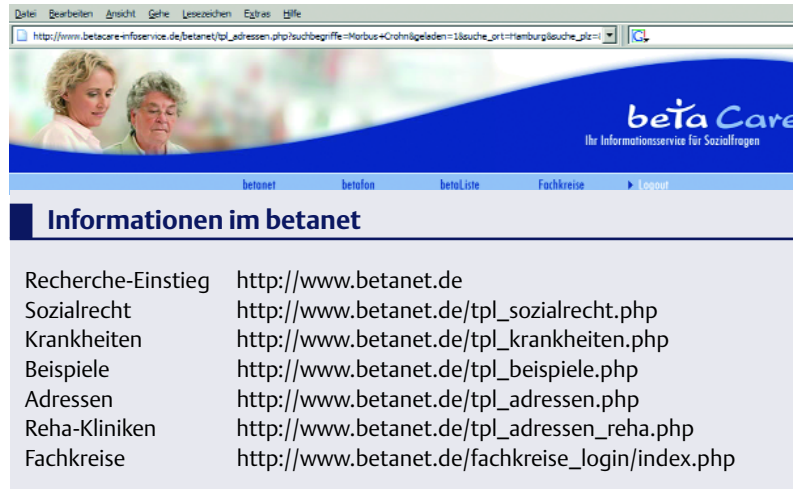 Datei Bearbeiten Ansicht Gehe Lesezeichen Extras Hilfe
http://www.betacare-infoservice.de/betanet/tpl_adressen.php?suchbegriffe=Morbus+Crohn&geladen=1&suche_ort=Hamburg&suche_plz=
beta Care
Ihr Informationsservice für Sozialfragen
betanet betafon betaListe Fachkreise Logout
Informationen im betanet
Recherche-Einstieg http://www.betanet.de
Sozialrecht http://www.betanet.de/tpl_sozialrecht.php
Krankheiten http://www.betanet.de/tpl_krankheiten.php
Beispiele http://www.betanet.de/tpl_beispiele.php
Adressen http://www.betanet.de/tpl_adressen.php
Reha-Kliniken http://www.betanet.de/tpl_adressen_reha.php
Fachkreise http://www.betanet.de/fachkreise_login/index.php